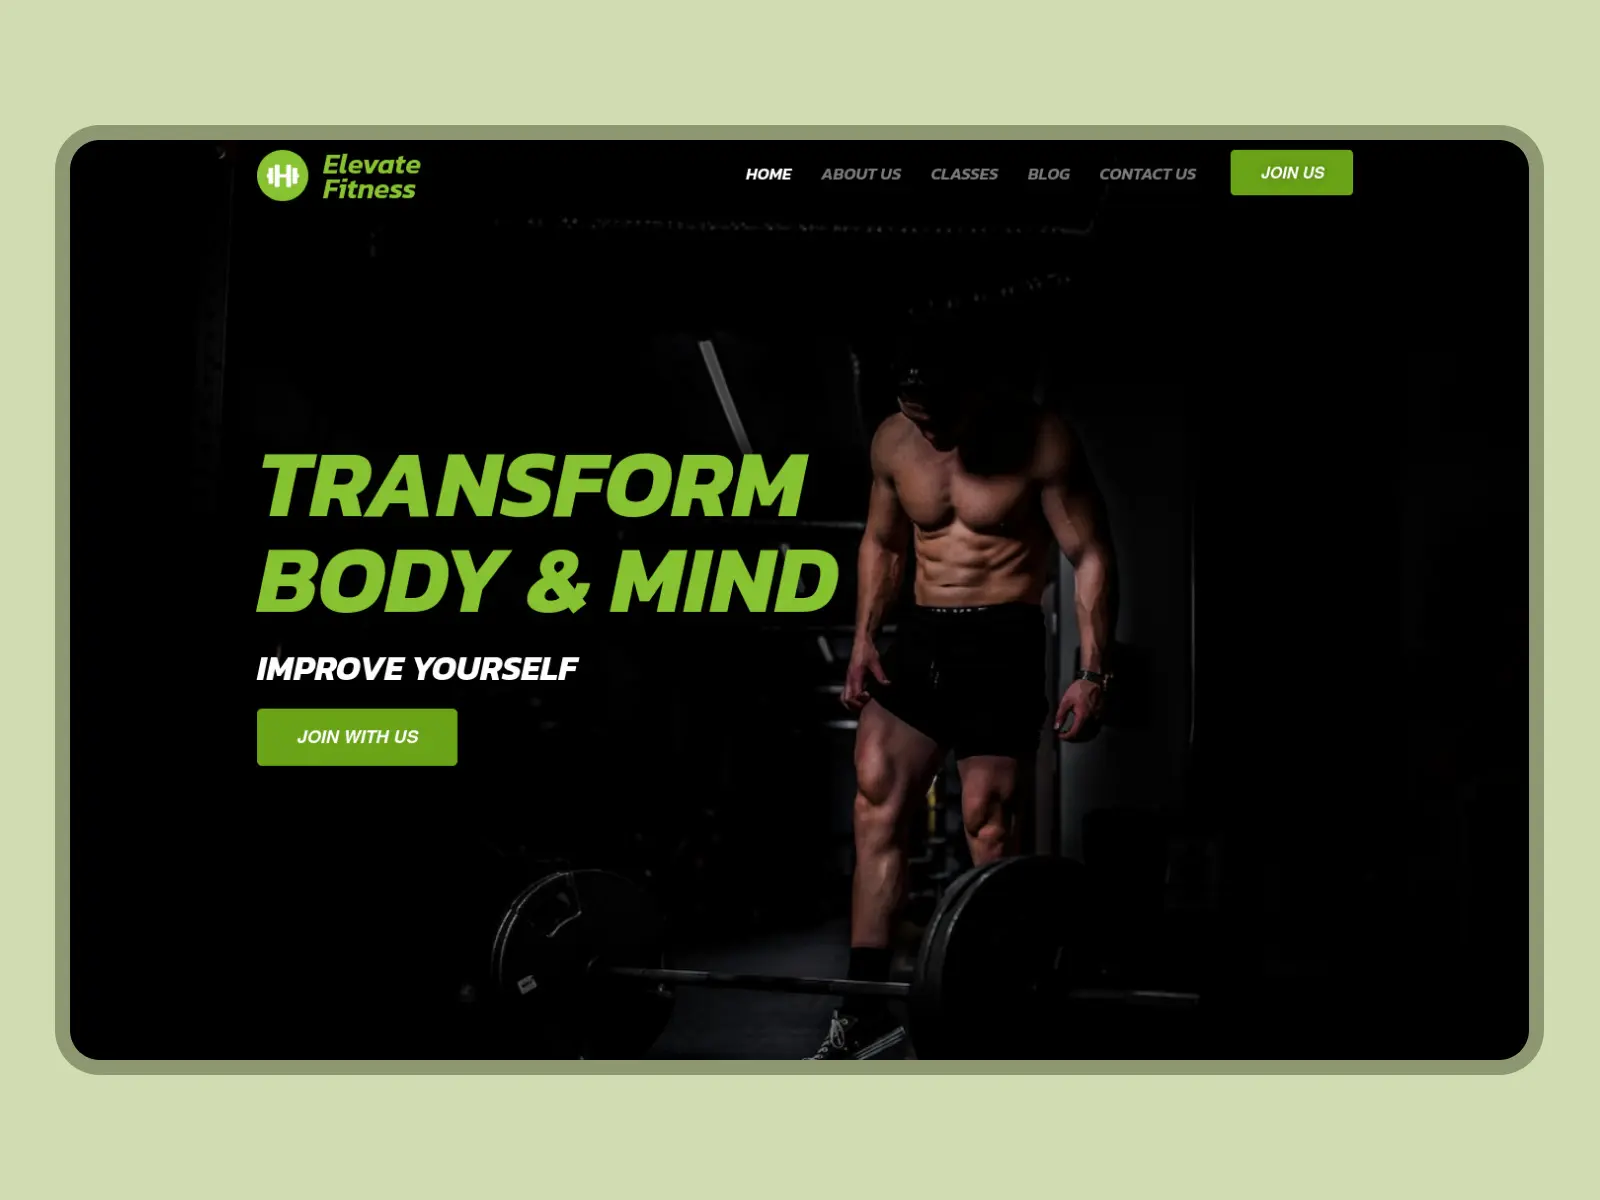 Elevate
Fitness
HOME ABOUT US CLASSES BLOG CONTACT US JOIN US
TRANSFORM
BODY & MIND
IMPROVE YOURSELF
JOIN WITH US